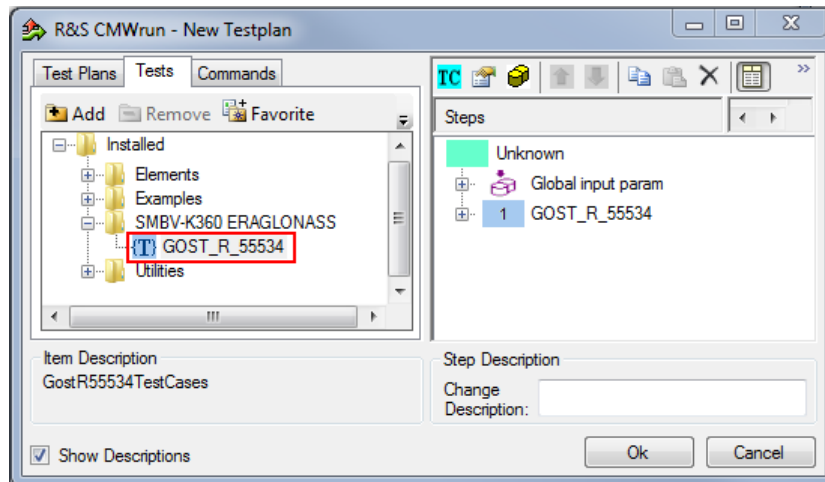 R&S CMWrun - New Testplan
Test Plans Tests Commands
Add Remove Favorite
Installed
Elements
Examples
SMBV-K360 ERAGLONASS
{T} GOST_R_55534
Utilities
Item Description
GostR55534TestCases
Show Descriptions
TC
Steps
Unknown
Global input param
1 GOST_R_55534
Step Description
Change
Description:
Ok Cancel